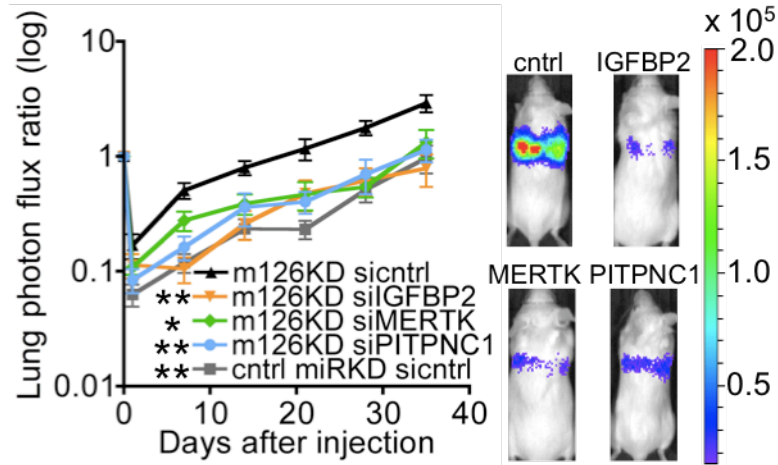 Lung photon flux ratio (log)
10
1
0.1
0.01
m126KD sicntrl
** m126KD siIGFBP2
* m126KD siMERTK
** m126KD siPITPNC1
** cntrl miRKD sicntrl
0 10 20 30 40
Days after injection
cntrl IGFBP2
MERTK PITPNC1
x 10⁵
2.0
1.5
1.0
0.5